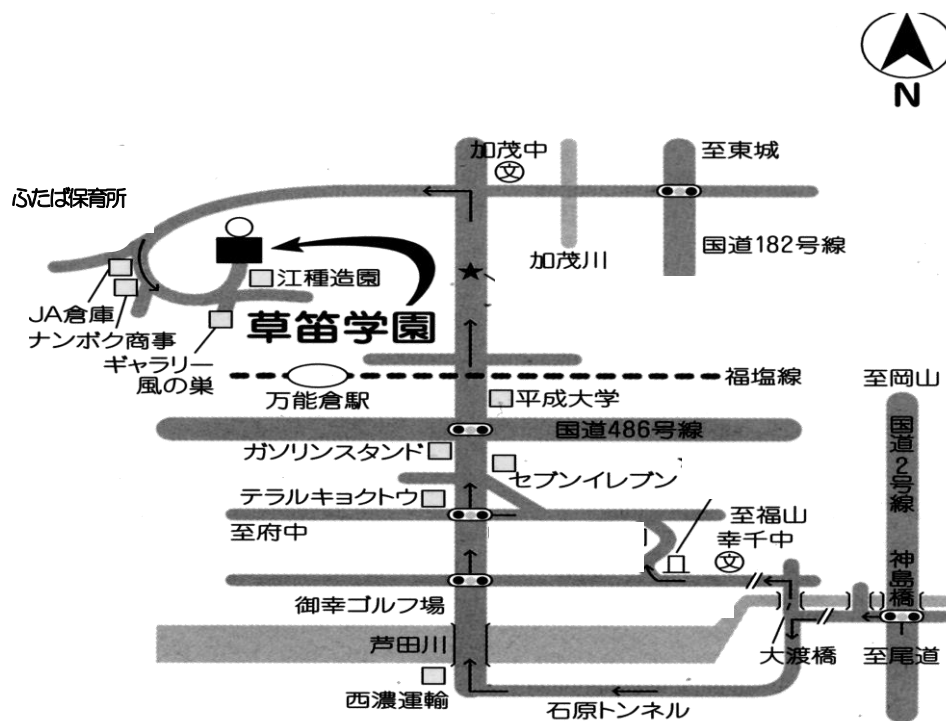 N
加茂中
文
至東城
ふたば保育所
国道182号線
加茂川
江種造園
JA倉庫
ナンボク商事
草笛学園
ギャラリー
風の巣
福塩線
至岡山
万能倉駅
平成大学
国道486号線
国道2号線
ガソリンスタンド
セブンイレブン
テラルキョクトウ
至府中
至福山
幸千中
文
神島橋
御幸ゴルフ場
芦田川
大渡橋
至尾道
西濃運輸
石原トンネル